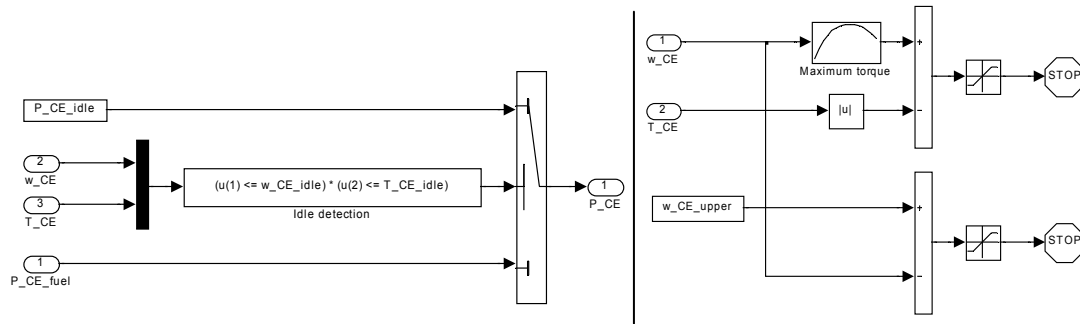 P_CE_idle
2
w_CE
3
T_CE
(u(1) <= w_CE_idle) * (u(2) <= T_CE_idle)
Idle detection
1
P_CE_fuel
1
P_CE
1
w_CE
Maximum torque
+
STOP
2
T_CE
|u|
-
w_CE_upper
+
STOP
-